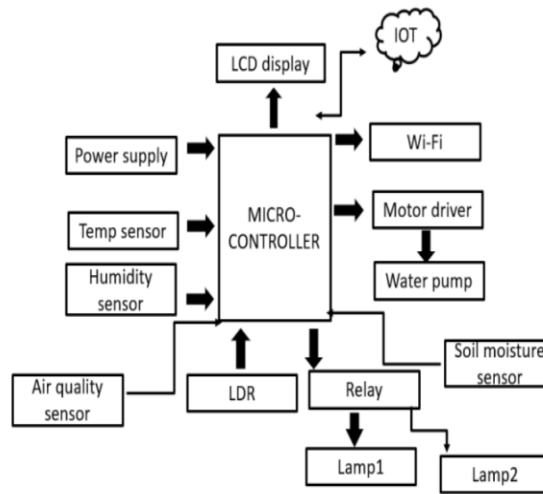 IOT
LCD display
Power supply
Wi-Fi
MICRO-
CONTROLLER
Temp sensor
Motor driver
Humidity
sensor
Water pump
Air quality
sensor
LDR
Relay
Soil moisture
sensor
Lamp1
Lamp2